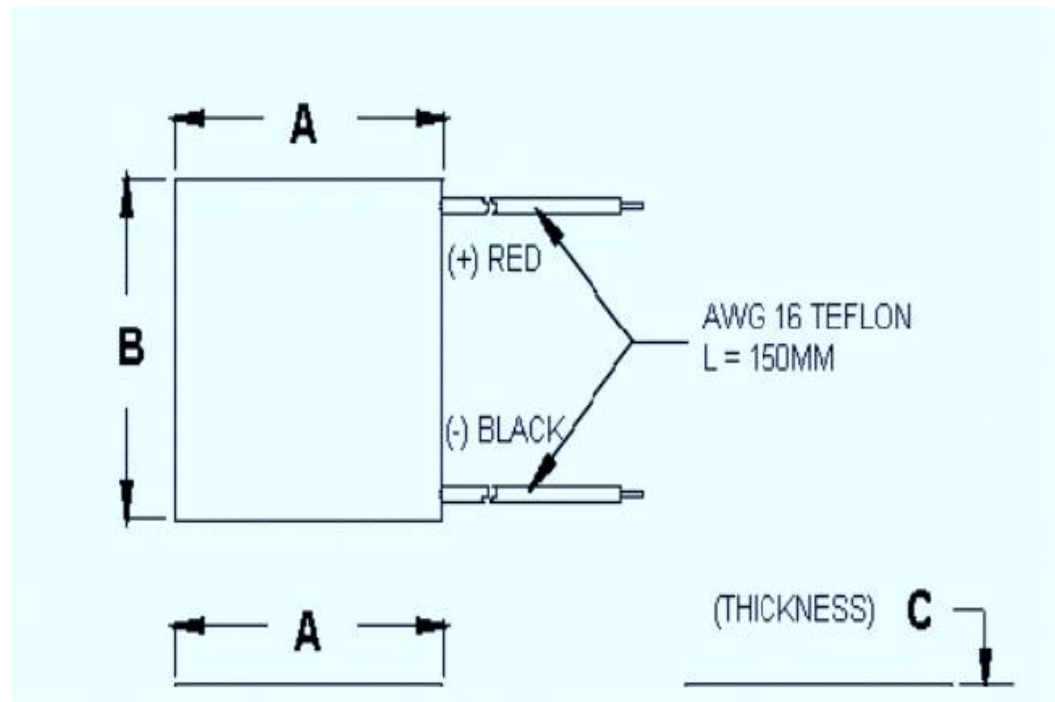 A
(+) RED
B
AWG 16 TEFLON
L = 150MM
(-) BLACK
A
(THICKNESS) C